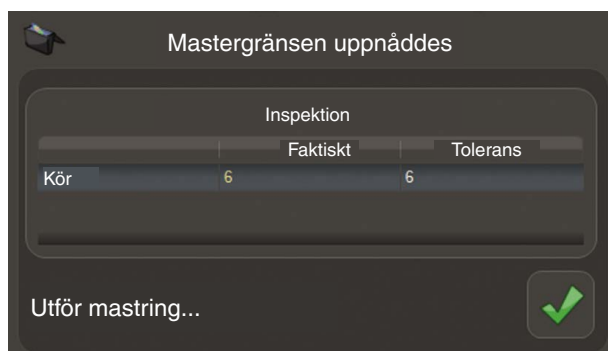 Mastergränsen uppnåddes
Inspektion
Faktiskt Tolerans
Kör 6 6
Utför mastring...